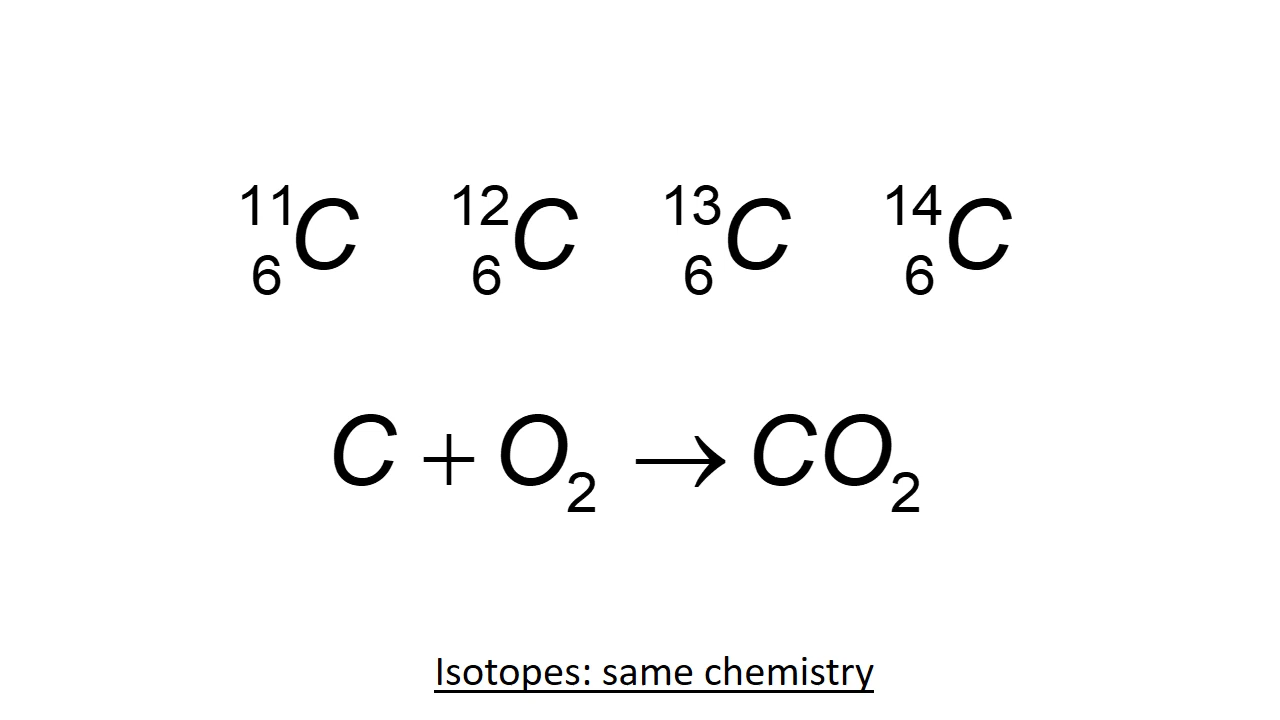 ¹¹₆C ¹²₆C ¹³₆C ¹⁴₆C
C + O₂ → CO₂
Isotopes: same chemistry